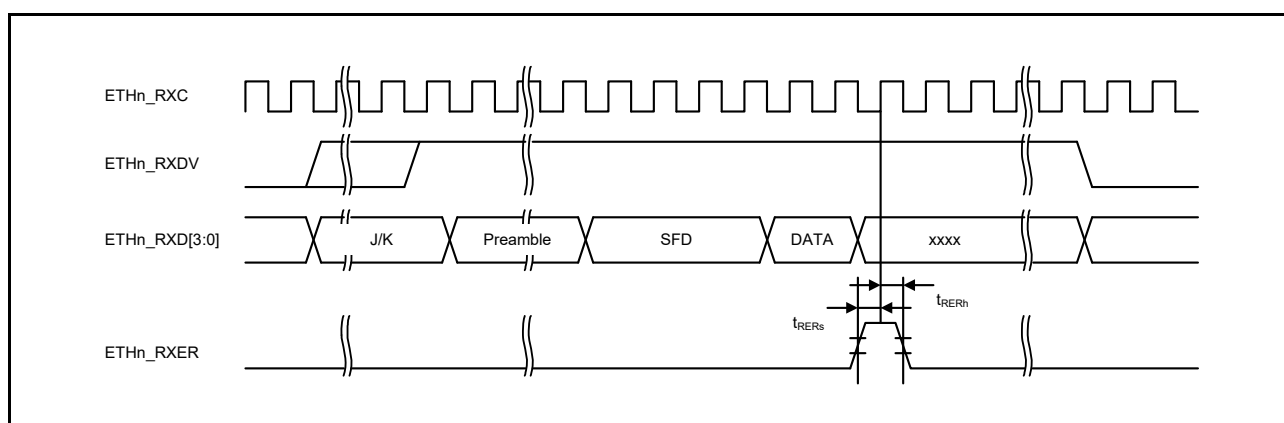 ETHn_RXC
ETHn_RXDV
ETHn_RXD[3:0] J/K Preamble SFD DATA xxxx
tRERh
tRERs
ETHn_RXER